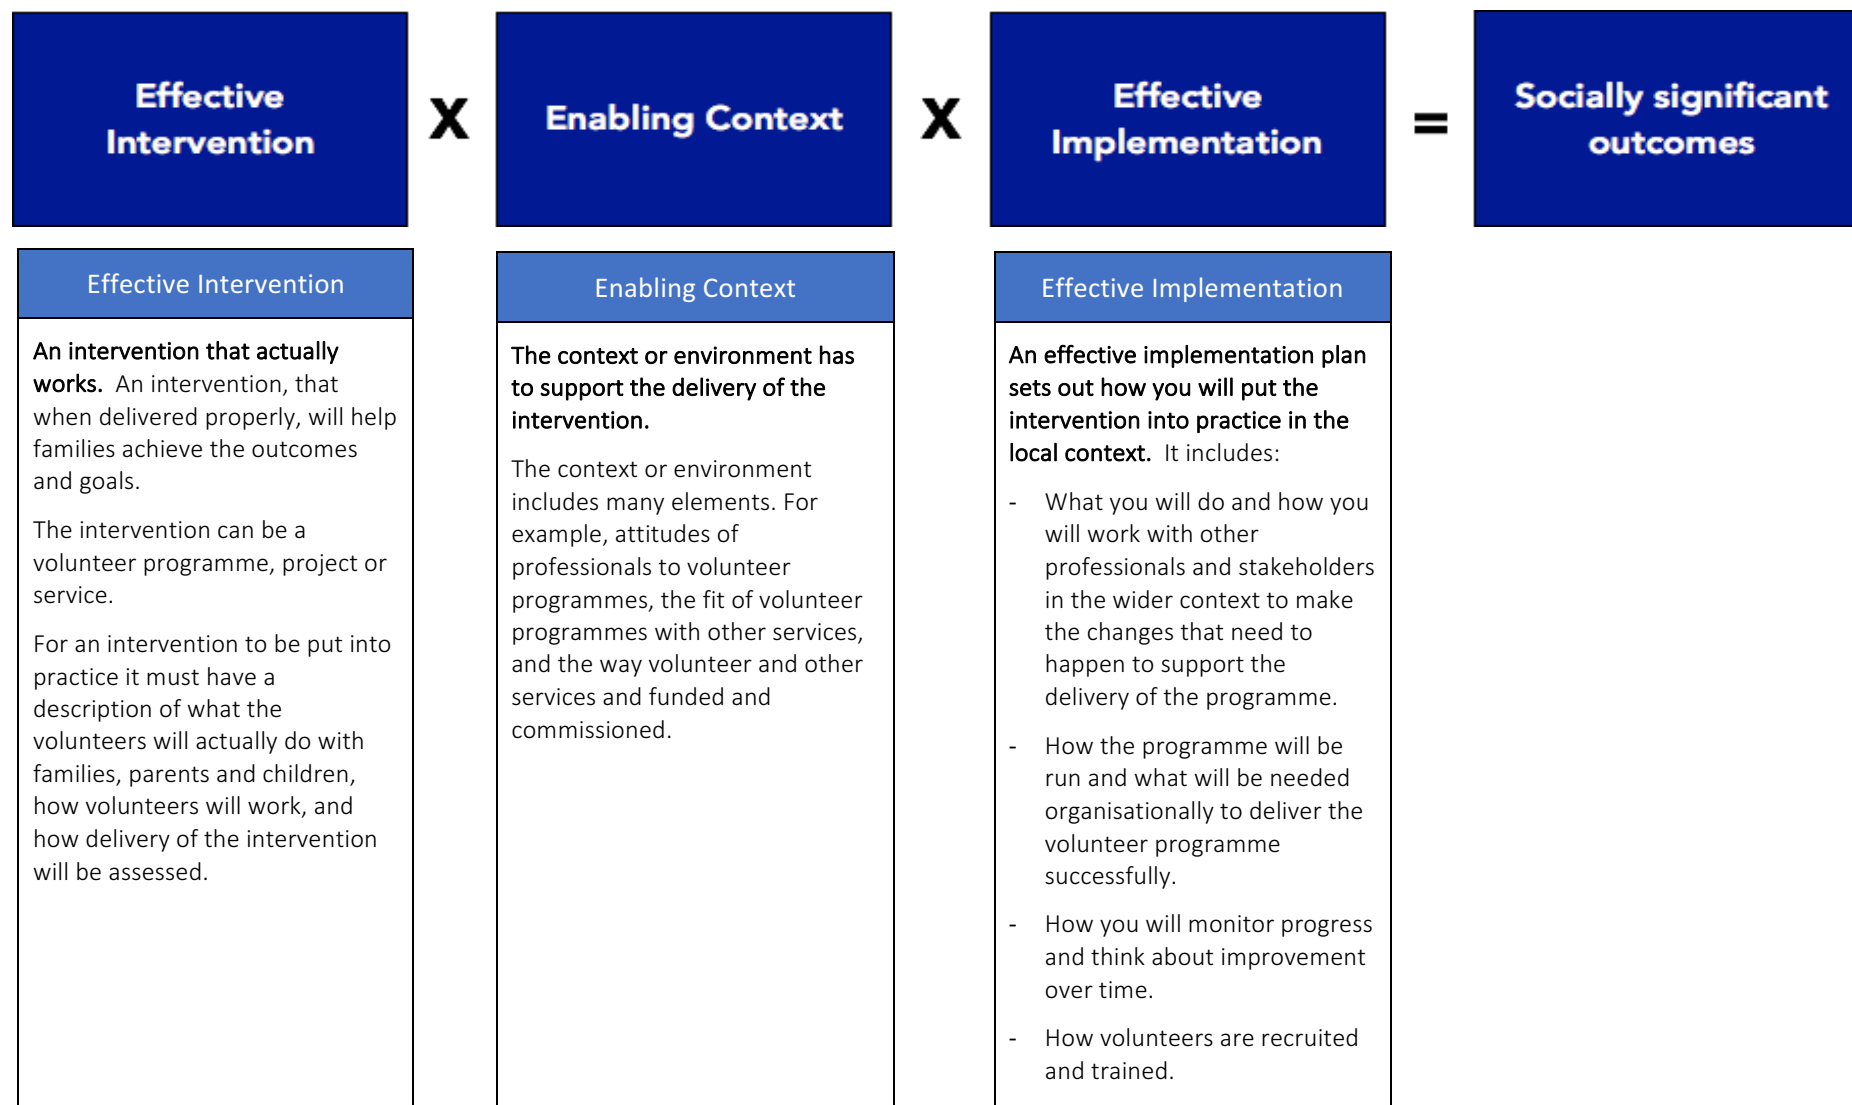 Effective
Intervention
X
Enabling Context
X
Effective
Implementation
=
Socially significant
outcomes
Effective Intervention
An intervention that actually
works. An intervention, that
when delivered properly, will help
families achieve the outcomes
and goals.
The intervention can be a
volunteer programme, project or
service.
For an intervention to be put into
practice it must have a
description of what the
volunteers will actually do with
families, parents and children,
how volunteers will work, and
how delivery of the intervention
will be assessed.
Enabling Context
The context or environment has
to support the delivery of the
intervention.
The context or environment
includes many elements. For
example, attitudes of
professionals to volunteer
programmes, the fit of volunteer
programmes with other services,
and the way volunteer and other
services and funded and
commissioned.
Effective Implementation
An effective implementation plan
sets out how you will put the
intervention into practice in the
local context. It includes:
- What you will do and how you
will work with other
professionals and stakeholders
in the wider context to make
the changes that need to
happen to support the
delivery of the programme.
- How the programme will be
run and what will be needed
organisationally to deliver the
volunteer programme
successfully.
- How you will monitor progress
and think about improvement
over time.
- How volunteers are recruited
and trained.